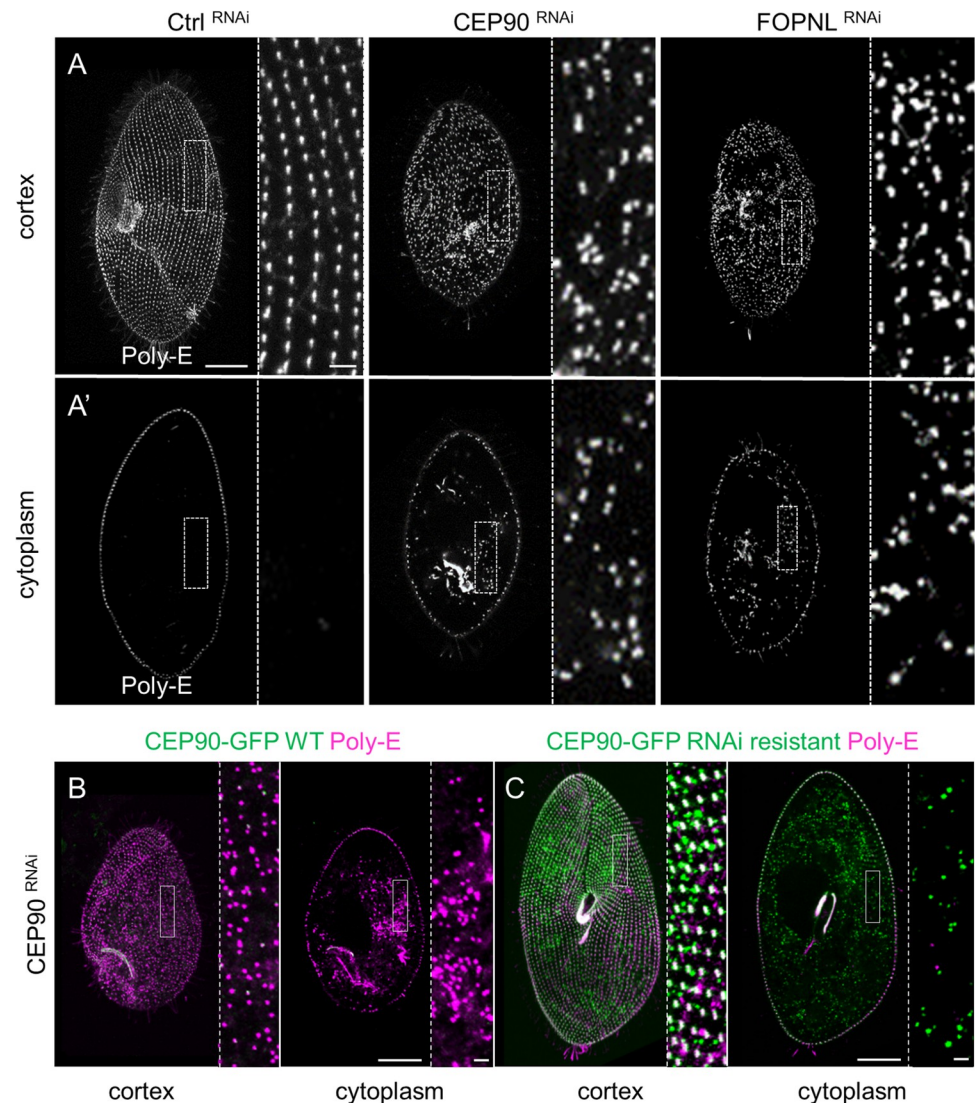 Ctrl RNAi CEP90 RNAi FOPNL RNAi
A
cortex
Poly-E
A'
cytoplasm
Poly-E
CEP90-GFP WT Poly-E CEP90-GFP RNAi resistant Poly-E
B C
CEP90 RNAi
cortex cytoplasm cortex cytoplasm